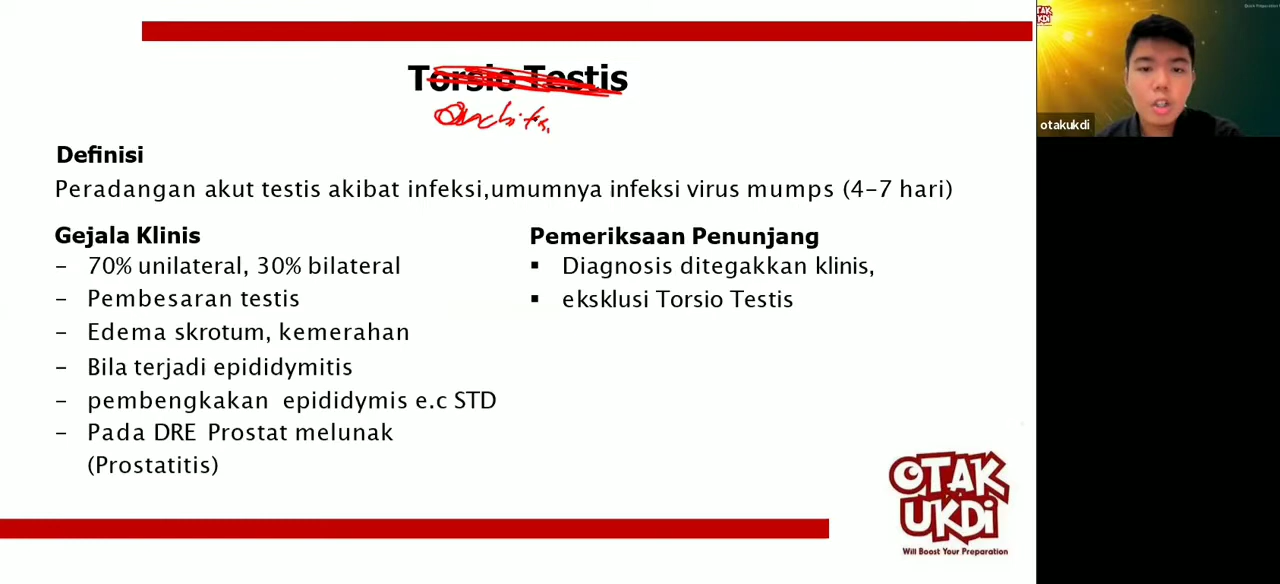 Torsio Testis
Orchitis
Definisi
Peradangan akut testis akibat infeksi,umumnya infeksi virus mumps (4-7 hari)
Gejala Klinis
- 70% unilateral, 30% bilateral
- Pembesaran testis
- Edema skrotum, kemerahan
- Bila terjadi epididymitis
- pembengkakan epididymis e.c STD
- Pada DRE Prostat melunak
(Prostatitis)
Pemeriksaan Penunjang
▪ Diagnosis ditegakkan klinis,
▪ eksklusi Torsio Testis
OTAK
UKDi
Will Boost Your Preparation
otakukdi